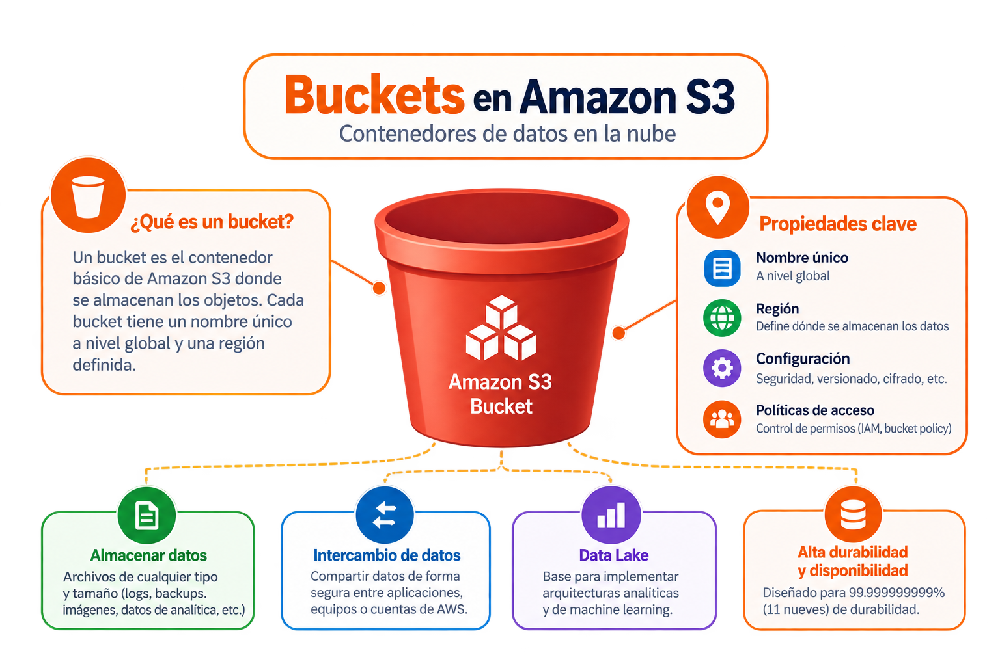 Buckets en Amazon S3
Contenedores de datos en la nube
¿Qué es un bucket?
Un bucket es el contenedor
básico de Amazon S3 donde
se almacenan los objetos. Cada
bucket tiene un nombre único
a nivel global y una región
definida.
Amazon S3
Bucket
Propiedades clave
Nombre único
A nivel global
Región
Define dónde se almacenan los datos
Configuración
Seguridad, versionado, cifrado, etc.
Políticas de acceso
Control de permisos (IAM, bucket policy)
Almacenar datos
Archivos de cualquier tipo
y tamaño (logs, backups.
imágenes, datos de analítica, etc.)
Intercambio de datos
Compartir datos de forma
segura entre aplicaciones,
equipos o cuentas de AWS.
Data Lake
Base para implementar
arquitecturas analíticas
y de machine learning.
Alta durabilidad
y disponibilidad
Diseñado para 99.999999999%
(11 nueves) de durabilidad.